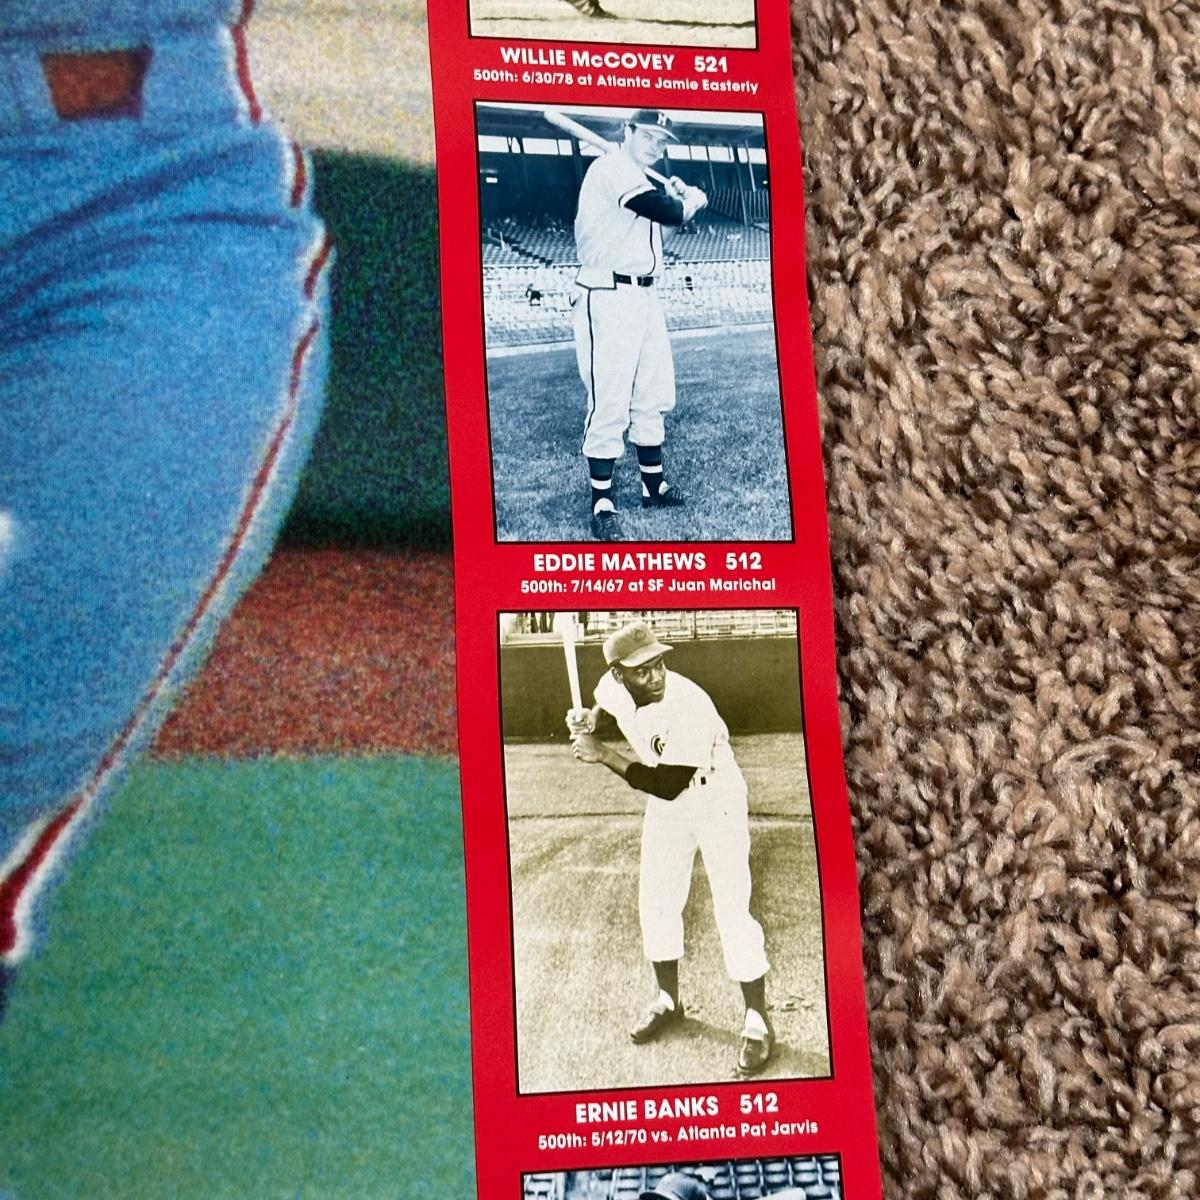 WILLIE McCOVEY 521
500th: 6/30/78 at Atlanta Jamie Easterly
M
EDDIE MATHEWS 512
500th: 7/14/67 at SF Juan Marichal
ERNIE BANKS 512
500th: 5/12/70 vs. Atlanta Pat Jarvis